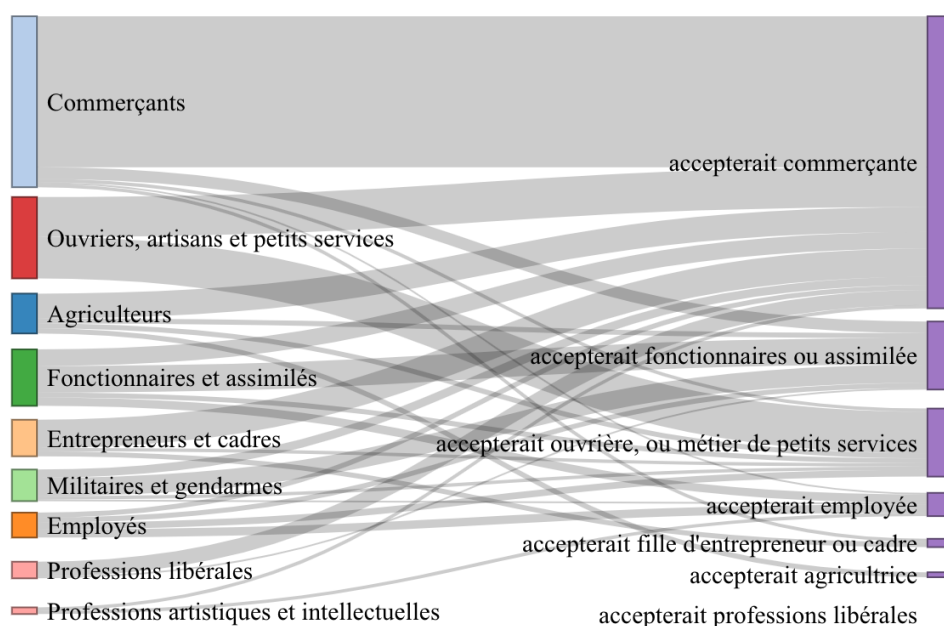 Commerçants
Ouvriers, artisans et petits services
Agriculteurs
Fonctionnaires et assimilés
Entrepreneurs et cadres
Militaires et gendarmes
Employés
Professions libérales
Professions artistiques et intellectuelles
accepterait commerçante
accepterait fonctionnaires ou assimilée
accepterait ouvrière, ou métier de petits services
accepterait employée
accepterait fille d'entrepreneur ou cadre
accepterait agricultrice
accepterait professions libérales